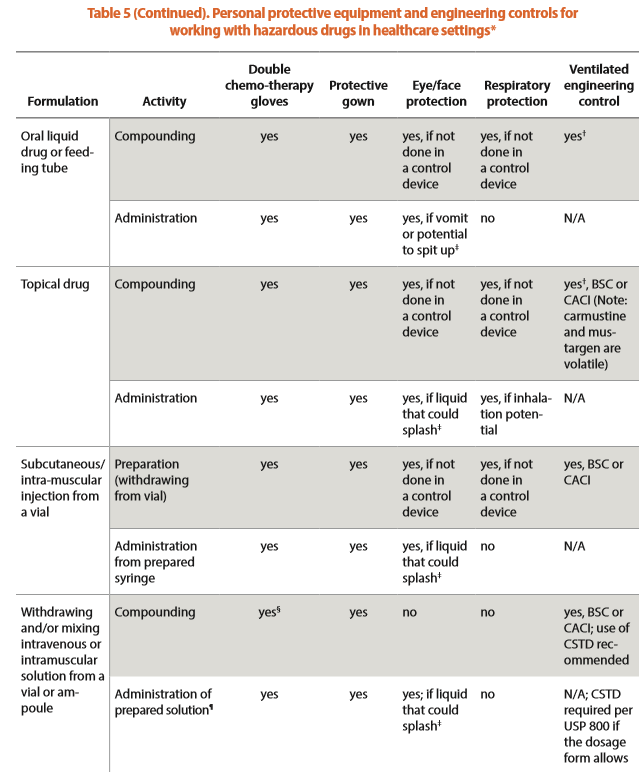 Table 5 (Continued). Personal protective equipment and engineering controls for
working with hazardous drugs in healthcare settings*
Formulation Activity Double chemo-therapy gloves Protective gown Eye/face protection Respiratory protection Ventilated engineering control
Oral liquid drug or feed-ing tube
Compounding yes yes yes, if not done in a control device yes, if not done in a control device yes†
Administration yes yes yes, if vomit or potential to spit up‡ no N/A
Topical drug
Compounding yes yes yes, if not done in a control device yes, if not done in a control device yes†, BSC or CACI (Note: carmustine and mus-targen are volatile)
Administration yes yes yes, if liquid that could splash‡ yes, if inhala-tion poten-tial N/A
Subcutaneous/ intra-muscular injection from a vial
Preparation (withdrawing from vial) yes yes yes, if not done in a control device yes, if not done in a control device yes, BSC or CACI
Administration from prepared syringe yes yes yes, if liquid that could splash‡ no N/A
Withdrawing and/or mixing intravenous or intramuscular solution from a vial or am-poule
Compounding yes§ yes no no yes, BSC or CACI; use of CSTD rec-ommended
Administration of prepared solution¶ yes yes yes; if liquid that could splash‡ no N/A; CSTD required per USP 800 if the dosage form allows